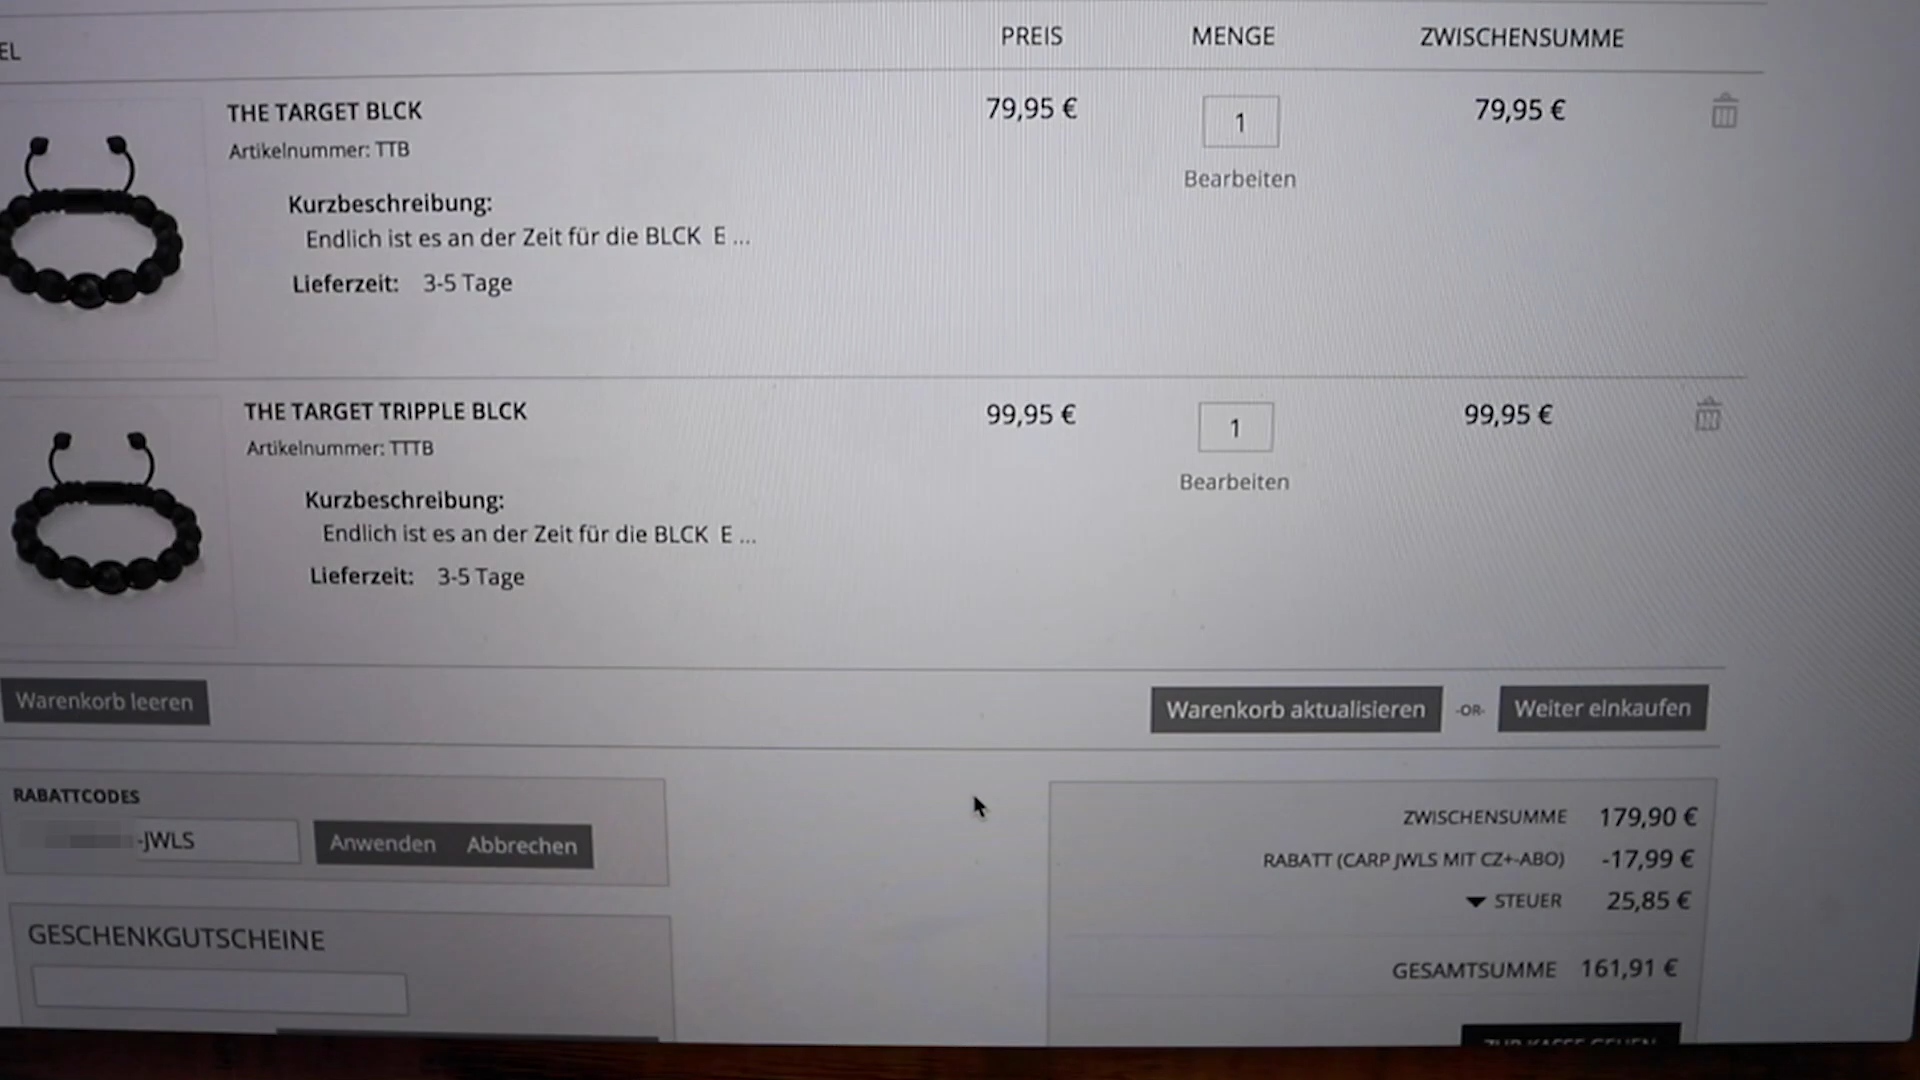 EL
PREIS
MENGE
ZWISCHENSUMME
THE TARGET BLCK
79,95 €
1
79,95 €
Artikelnummer: TTB
Bearbeiten
Kurzbeschreibung:
Endlich ist es an der Zeit für die BLCK E ...
Lieferzeit: 3-5 Tage
THE TARGET TRIPPLE BLCK
99,95 €
1
99,95 €
Artikelnummer: TTTB
Bearbeiten
Kurzbeschreibung:
Endlich ist es an der Zeit für die BLCK E ...
Lieferzeit: 3-5 Tage
Warenkorb leeren
Warenkorb aktualisieren
-OR-
Weiter einkaufen
RABATTCODES
-JWLS
Anwenden
Abbrechen
GESCHENKGUTSCHEINE
ZWISCHENSUMME 179,90 €
RABATT (CARP JWLS MIT CZ+-ABO) -17,99 €
STEUER 25,85 €
GESAMTSUMME 161,91 €
ZUR KASSE GEHEN